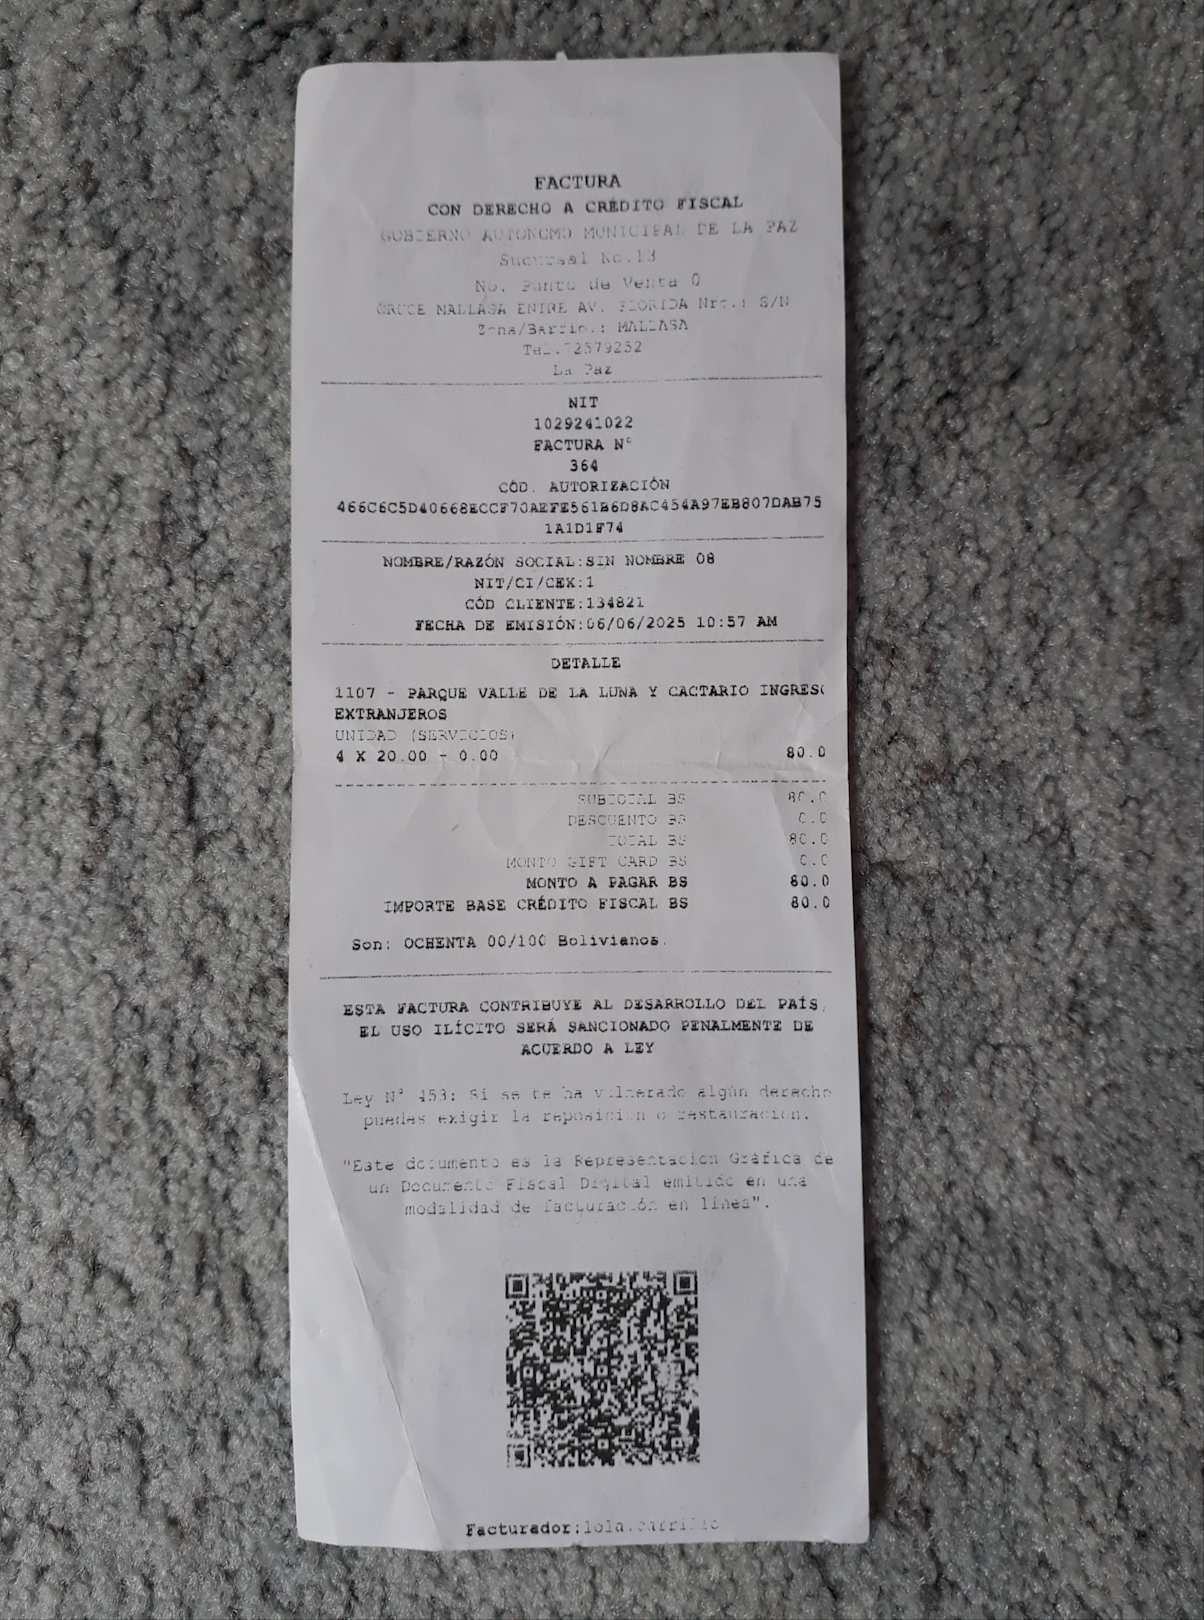 FACTURA
CON DERECHO A CRÉDITO FISCAL
GOBIERNO AUTONOMO MUNICIPAL DE LA PAZ
Sucursal No.13
No. Punto de Venta 0
CRUCE MALLASA ENTRE AV. FLORIDA Nro.: S/N
Zona/Barrio.: MALLASA
Tel.72579252
La Paz
NIT
1029241022
FACTURA N°
364
CÓD. AUTORIZACIÓN
466C6C5D40668ECCF70AEFE561B6D8AC454A97EB807DAB75
1A1D1F74
NOMBRE/RAZÓN SOCIAL:SIN NOMBRE 08
NIT/CI/CEX:1
CÓD CLIENTE:134821
FECHA DE EMISIÓN:06/06/2025 10:57 AM
DETALLE
1107 - PARQUE VALLE DE LA LUNA Y CACTARIO INGRESO
EXTRANJEROS
UNIDAD (SERVICIOS)
4 X 20.00 - 0.00 80.0
SUBTOTAL BS 80.0
DESCUENTO BS 0.0
TOTAL BS 80.0
MONTO GIFT CARD BS 0.0
MONTO A PAGAR BS 80.0
IMPORTE BASE CRÉDITO FISCAL BS 80.0
Son: OCHENTA 00/100 Bolivianos.
ESTA FACTURA CONTRIBUYE AL DESARROLLO DEL PAÍS,
EL USO ILÍCITO SERÁ SANCIONADO PENALMENTE DE
ACUERDO A LEY
Ley N° 453: Si se te ha vulnerado algún derecho
puedes exigir la reposición o restauración.
"Este documento es la Representación Gráfica de
un Documento Fiscal Digital emitido en una
modalidad de facturación en línea".
Facturador:lola.carrillo